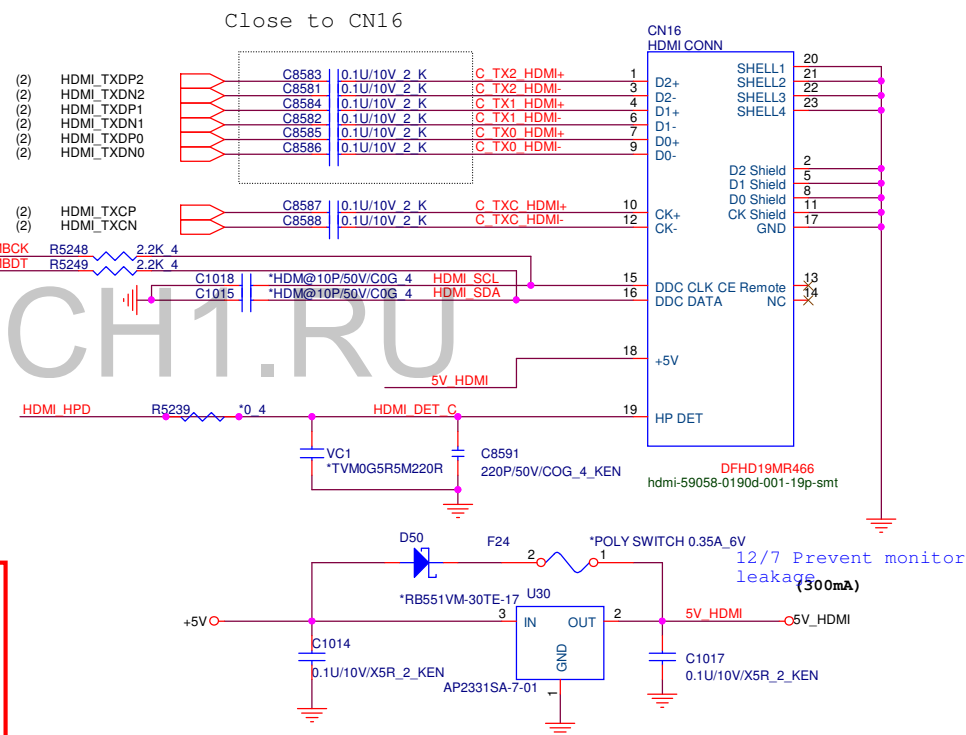 Close to CN16
CN16
HDMI CONN
(2) HDMI_TXDP2 C8583 0.1U/10V_2_K C_TX2_HDMI+ 1 D2+ SHELL1 20
(2) HDMI_TXDN2 C8581 0.1U/10V_2_K C_TX2_HDMI- 3 D2- SHELL2 21
(2) HDMI_TXDP1 C8584 0.1U/10V_2_K C_TX1_HDMI+ 4 D1+ SHELL3 22
(2) HDMI_TXDN1 C8582 0.1U/10V_2_K C_TX1_HDMI- 6 D1- SHELL4 23
(2) HDMI_TXDP0 C8585 0.1U/10V_2_K C_TX0_HDMI+ 7 D0+
(2) HDMI_TXDN0 C8586 0.1U/10V_2_K C_TX0_HDMI- 9 D0-
D2 Shield 2
D1 Shield 5
D0 Shield 8
(2) HDMI_TXCP C8587 0.1U/10V_2_K C_TXC_HDMI+ 10 CK+ CK Shield 11
(2) HDMI_TXCN C8588 0.1U/10V_2_K C_TXC_HDMI- 12 CK- GND 17
MBCK R5248 2.2K_4
MBDT R5249 2.2K_4
C1018 *HDM@10P/50V/C0G_4 HDMI_SCL 15 DDC CLK CE Remote 13
C1015 *HDM@10P/50V/C0G_4 HDMI_SDA 16 DDC DATA NC 14
CH1.RU
5V_HDMI 18 +5V
HDMI_HPD R5239 *0_4 HDMI_DET_C 19 HP DET
VC1
*TVM0G5R5M220R
C8591
220P/50V/COG_4_KEN
DFHD19MR466
hdmi-59058-0190d-001-19p-smt
D50 F24 2 1 *POLY SWITCH 0.35A_6V
12/7 Prevent monitor
leakage
(300mA)
*RB551VM-30TE-17 U30
+5V 3 IN OUT 2 5V_HDMI 5V_HDMI
GND
1
C1014
0.1U/10V/X5R_2_KEN
AP2331SA-7-01
C1017
0.1U/10V/X5R_2_KEN